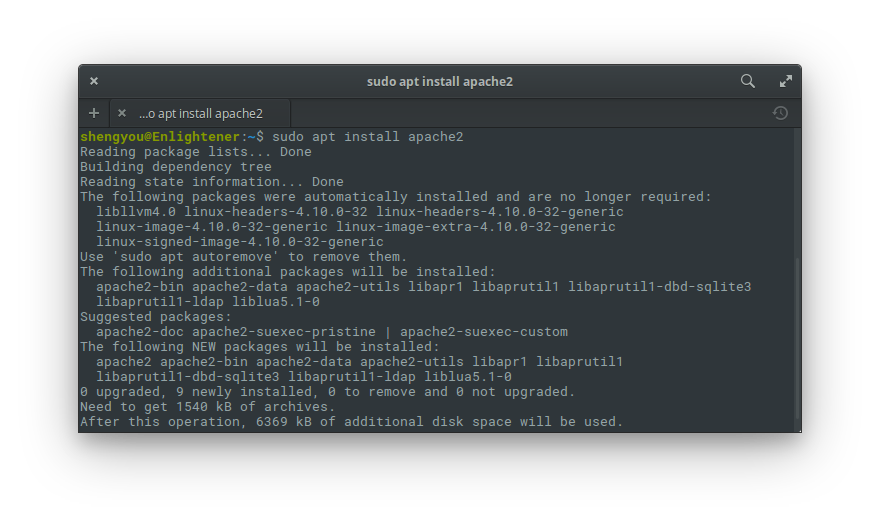 sudo apt install apache2
...o apt install apache2
shengyou@Enlightener:~$ sudo apt install apache2
Reading package lists... Done
Building dependency tree
Reading state information... Done
The following packages were automatically installed and are no longer required:
  libllvm4.0 linux-headers-4.10.0-32 linux-headers-4.10.0-32-generic
  linux-image-4.10.0-32-generic linux-image-extra-4.10.0-32-generic
  linux-signed-image-4.10.0-32-generic
Use 'sudo apt autoremove' to remove them.
The following additional packages will be installed:
  apache2-bin apache2-data apache2-utils libapr1 libaprutil1 libaprutil1-dbd-sqlite3
  libaprutil1-ldap liblua5.1-0
Suggested packages:
  apache2-doc apache2-suexec-pristine | apache2-suexec-custom
The following NEW packages will be installed:
  apache2 apache2-bin apache2-data apache2-utils libapr1 libaprutil1
  libaprutil1-dbd-sqlite3 libaprutil1-ldap liblua5.1-0
0 upgraded, 9 newly installed, 0 to remove and 0 not upgraded.
Need to get 1540 kB of archives.
After this operation, 6369 kB of additional disk space will be used.